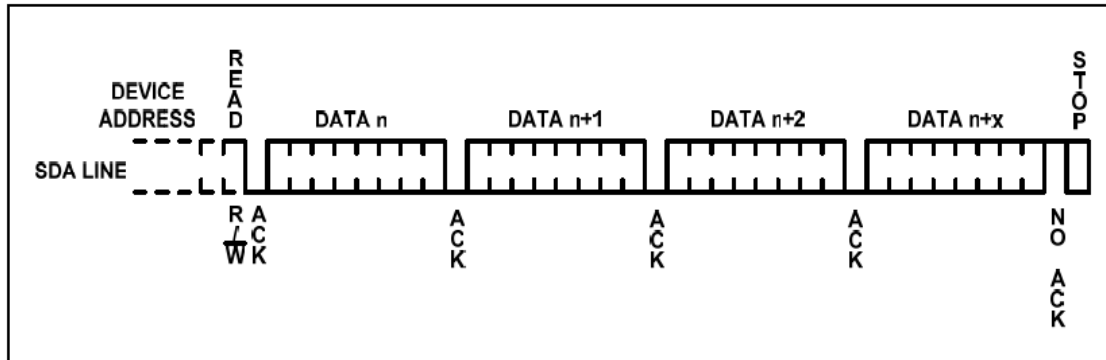 READ
STOP
DEVICE
ADDRESS
DATA n
DATA n+1
DATA n+2
DATA n+x
SDA LINE
R/W
ACK
ACK
ACK
ACK
NO ACK